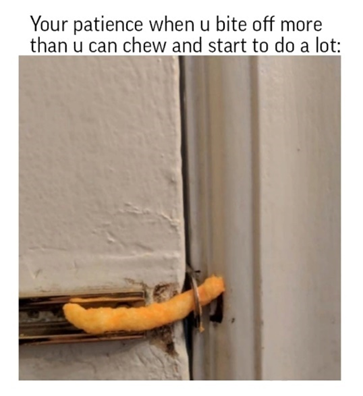 Your patience when u bite off more
than u can chew and start to do a lot: